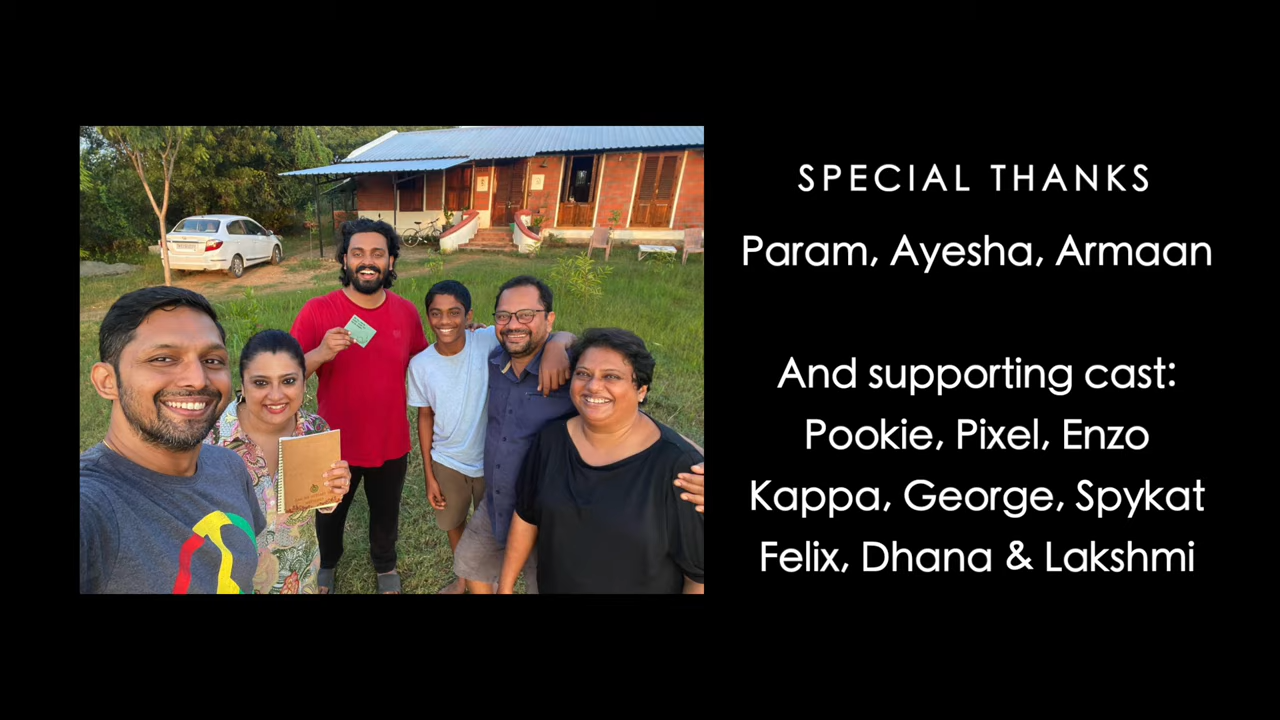 SPECIAL THANKS
Param, Ayesha, Armaan
And supporting cast:
Pookie, Pixel, Enzo
Kappa, George, Spykat
Felix, Dhana & Lakshmi